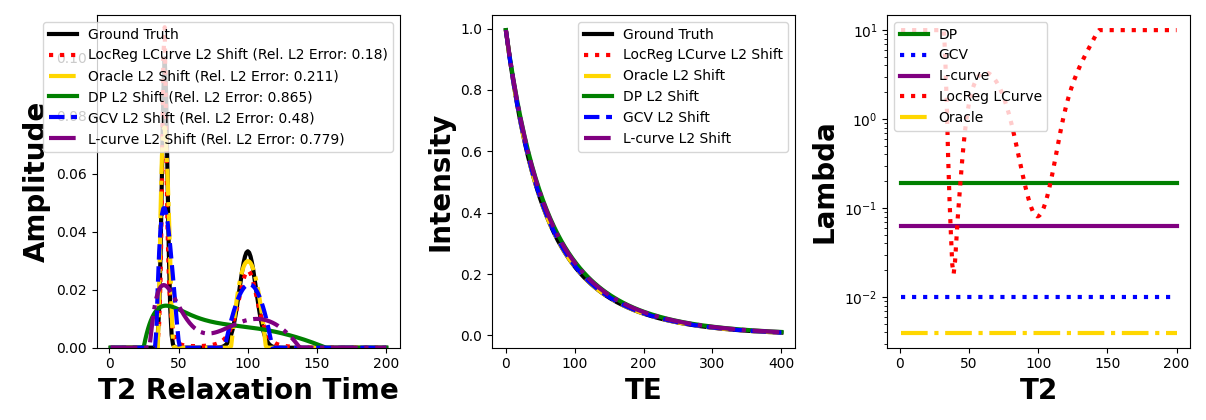 Amplitude
0.10
0.08
0.06
0.04
0.02
0.00
Ground Truth
LocReg LCurve L2 Shift (Rel. L2 Error: 0.18)
Oracle L2 Shift (Rel. L2 Error: 0.211)
DP L2 Shift (Rel. L2 Error: 0.865)
GCV L2 Shift (Rel. L2 Error: 0.48)
L-curve L2 Shift (Rel. L2 Error: 0.779)
0 50 100 150 200
T2 Relaxation Time
Intensity
1.0
0.8
0.6
0.4
0.2
0.0
Ground Truth
LocReg LCurve L2 Shift
Oracle L2 Shift
DP L2 Shift
GCV L2 Shift
L-curve L2 Shift
0 100 200 300 400
TE
Lambda
10¹
10⁰
10⁻¹
10⁻²
DP
GCV
L-curve
LocReg LCurve
Oracle
0 50 100 150 200
T2